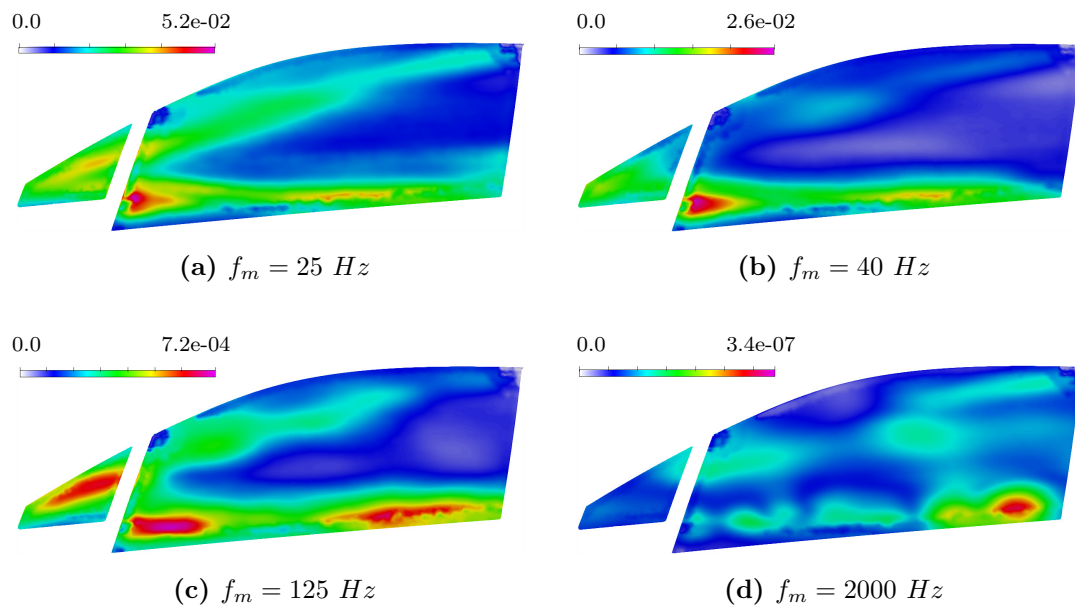 0.0 5.2e-02 0.0 2.6e-02
(a) f_m = 25 Hz (b) f_m = 40 Hz
0.0 7.2e-04 0.0 3.4e-07
(c) f_m = 125 Hz (d) f_m = 2000 Hz